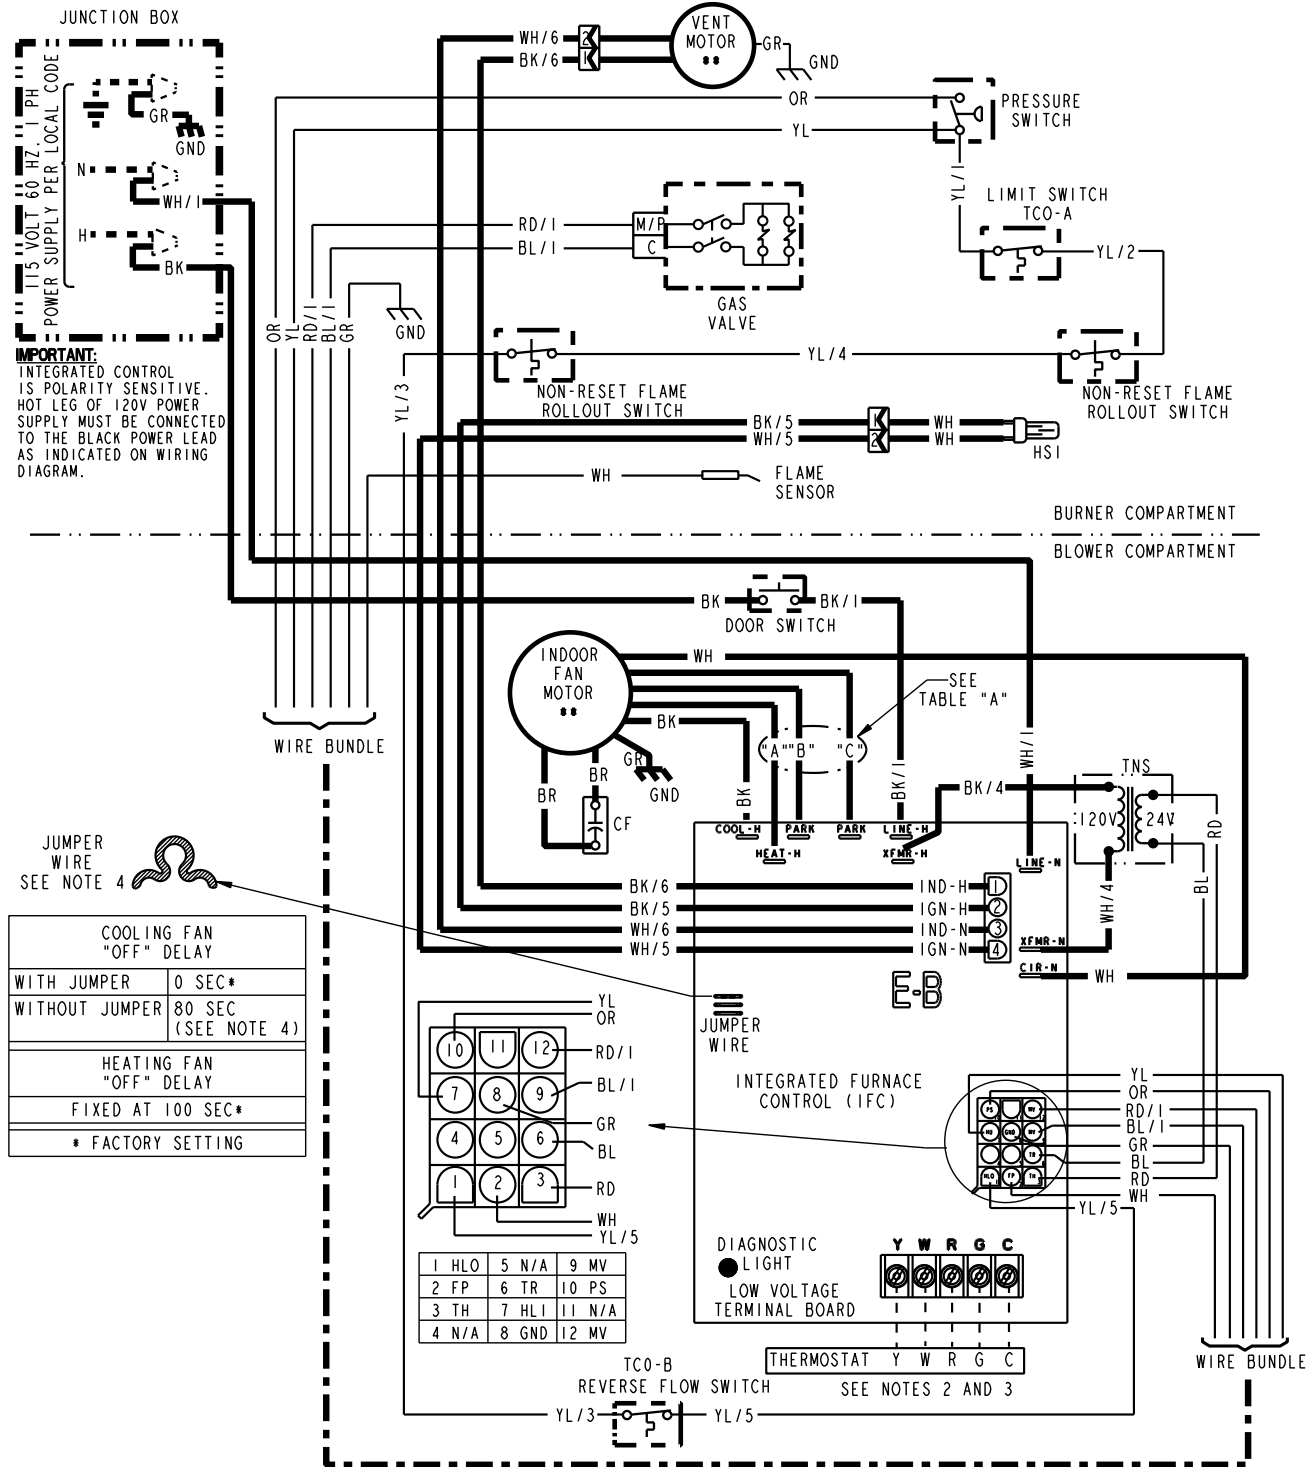 JUNCTION BOX
115 VOLT 60 HZ. 1 PH
POWER SUPPLY PER LOCAL CODE
GR
GND
N
WH/1
H
BK
IMPORTANT:
INTEGRATED CONTROL
IS POLARITY SENSITIVE.
HOT LEG OF 120V POWER
SUPPLY MUST BE CONNECTED
TO THE BLACK POWER LEAD
AS INDICATED ON WIRING
DIAGRAM.
WH/6
BK/6
2
1
VENT
MOTOR
**
GR
GND
OR
YL
PRESSURE
SWITCH
YL/1
LIMIT SWITCH
TCO-A
YL/2
RD/1
BL/1
M/P
C
GAS
VALVE
OR
YL
RD/1
BL/1
GR
GND
YL/3
YL/4
NON-RESET FLAME
ROLLOUT SWITCH
NON-RESET FLAME
ROLLOUT SWITCH
BK/5
WH/5
1
2
WH
WH
HSI
WH
FLAME
SENSOR
BURNER COMPARTMENT
BLOWER COMPARTMENT
BK
BK/1
DOOR SWITCH
INDOOR
FAN
MOTOR
**
WH
SEE
TABLE "A"
BK
"A"
"B"
"C"
GR
GND
BR
BR
CF
BK
BK/1
WH/1
WIRE BUNDLE
BK/4
TNS
120V
24V
RD
BL
WH/4
COOL-H
PARK
PARK
LINE-H
HEAT-H
XFMR-H
LINE-N
JUMPER
WIRE
SEE NOTE 4
BK/6
BK/5
WH/6
WH/5
IND-H
IGN-H
IND-N
IGN-N
1
2
3
4
XFMR-N
CIR-N
WH
E-B
COOLING FAN
"OFF" DELAY
WITH JUMPER
0 SEC*
WITHOUT JUMPER
80 SEC
(SEE NOTE 4)
HEATING FAN
"OFF" DELAY
FIXED AT 100 SEC*
* FACTORY SETTING
JUMPER
WIRE
INTEGRATED FURNACE
CONTROL (IFC)
YL
OR
10
11
12
RD/1
7
8
9
BL/1
GR
4
5
6
BL
1
2
3
RD
WH
YL/5
PS
MV
GND
MV
TR
HLO
FP
TH
YL
OR
RD/1
BL/1
GR
BL
RD
WH
YL/5
1 HLO
5 N/A
9 MV
2 FP
6 TR
10 PS
3 TH
7 HLI
11 N/A
4 N/A
8 GND
12 MV
DIAGNOSTIC
LIGHT
LOW VOLTAGE
TERMINAL BOARD
Y W R G C
THERMOSTAT Y W R G C
SEE NOTES 2 AND 3
WIRE BUNDLE
TCO-B
REVERSE FLOW SWITCH
YL/3
YL/5